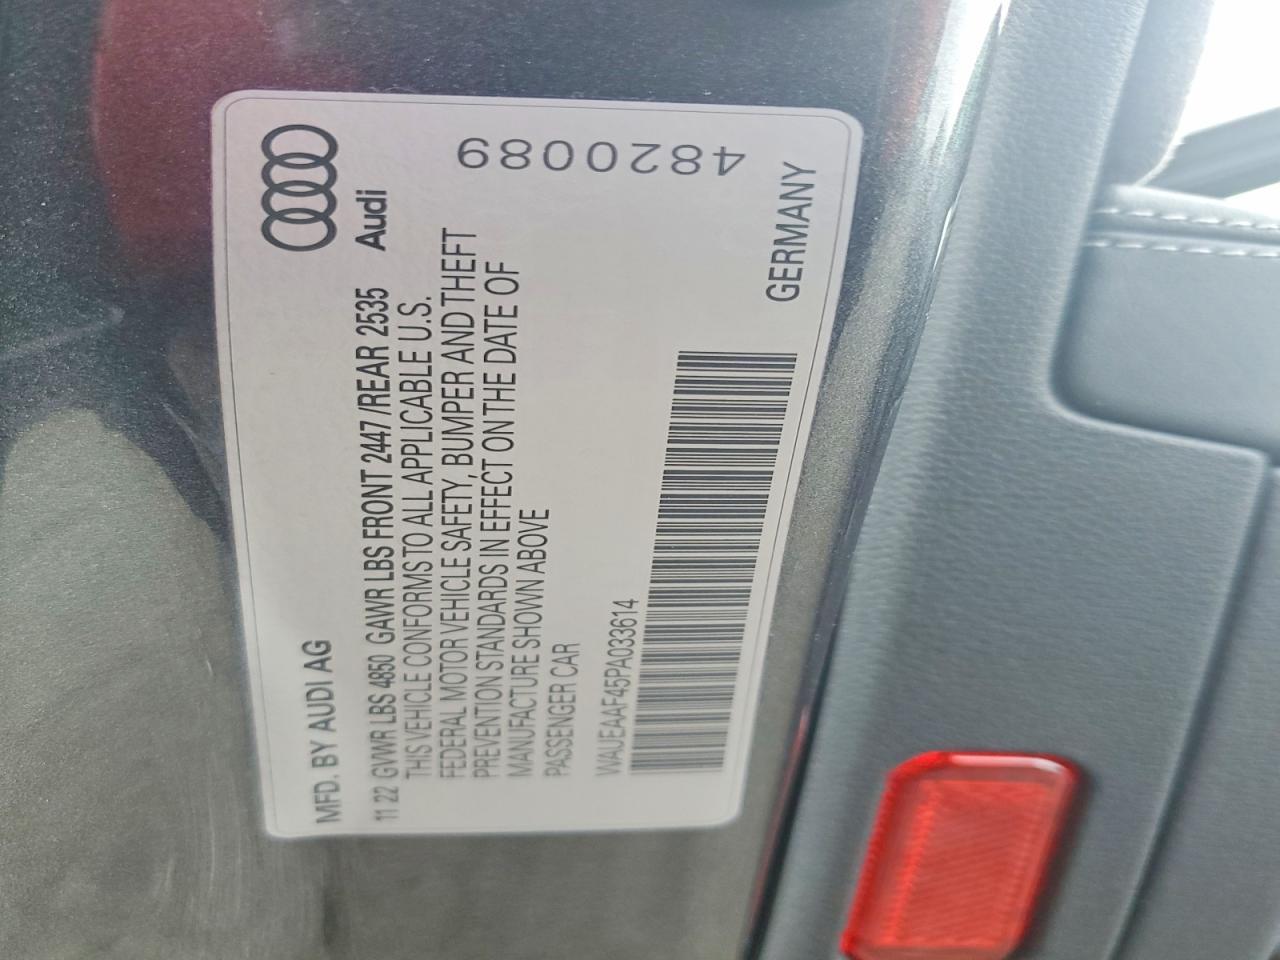 MFD. BY AUDI AG
Audi
11 22 GVWR LBS 4850 GAWR LBS FRONT 2447 /REAR 2535
THIS VEHICLE CONFORMS TO ALL APPLICABLE U.S.
FEDERAL MOTOR VEHICLE SAFETY, BUMPER AND THEFT
PREVENTION STANDARDS IN EFFECT ON THE DATE OF
MANUFACTURE SHOWN ABOVE
PASSENGER CAR
WAUEAAF45PA033614
GERMANY
4820089